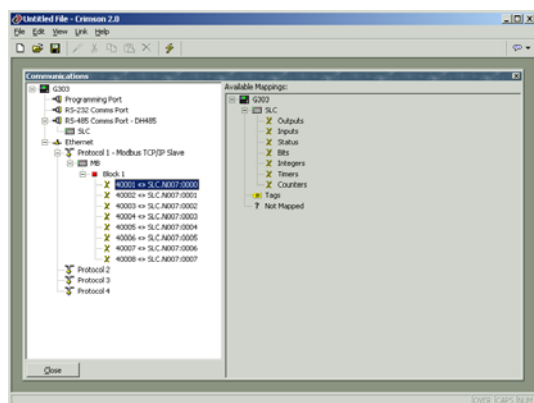 Untitled File - Crimson 2.0
File Edit View Link Help
Communications
G303
Programming Port
RS-232 Comms Port
RS-485 Comms Port - DH485
SLC
Ethernet
Protocol 1 - Modbus TCP/IP Slave
MB
Block 1
40001 <> SLC.N007:0000
40002 <> SLC.N007:0001
40003 <> SLC.N007:0002
40004 <> SLC.N007:0003
40005 <> SLC.N007:0004
40006 <> SLC.N007:0005
40007 <> SLC.N007:0006
40008 <> SLC.N007:0007
Protocol 2
Protocol 3
Protocol 4
Close
Available Mappings:
G303
SLC
Outputs
Inputs
Status
Bits
Integers
Timers
Counters
Tags
Not Mapped
OVER CAPS NUM